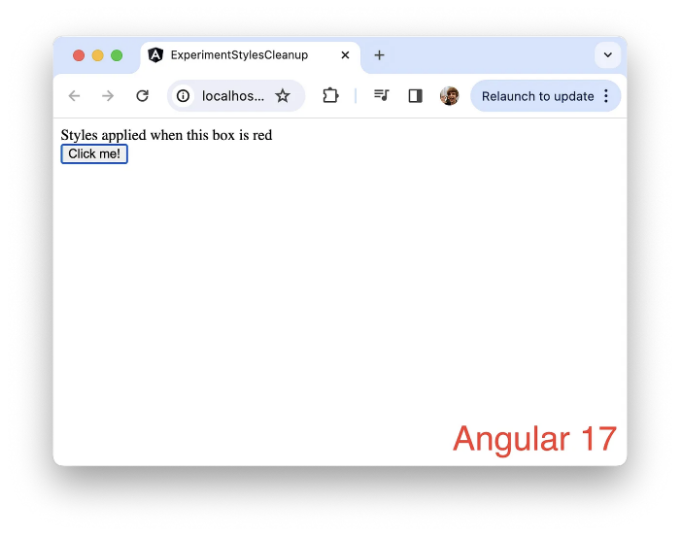 ExperimentStylesCleanup
localhos...
Relaunch to update
Styles applied when this box is red
Click me!
Angular 17